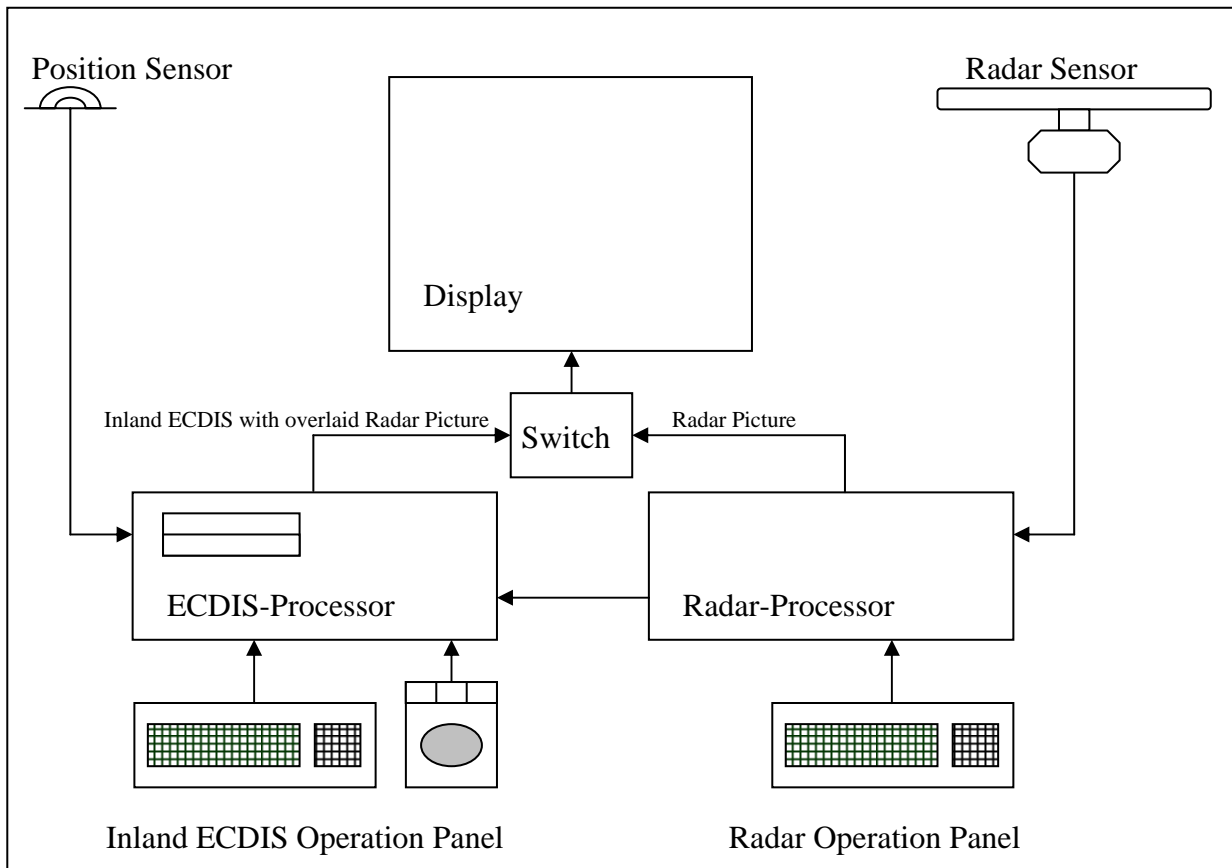 Position Sensor
Radar Sensor
Display
Inland ECDIS with overlaid Radar Picture
Switch
Radar Picture
ECDIS-Processor
Radar-Processor
Inland ECDIS Operation Panel
Radar Operation Panel